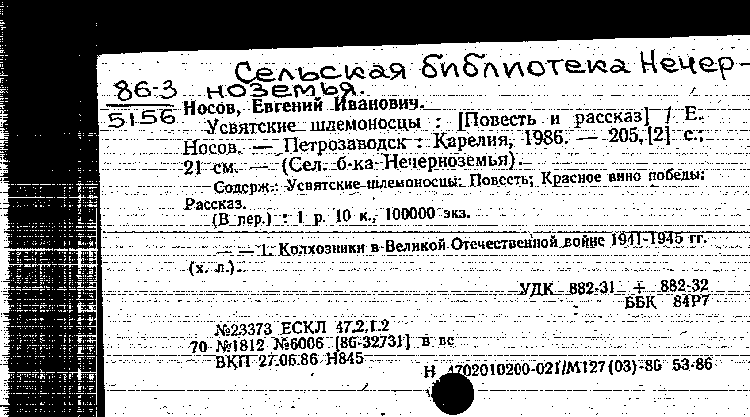 Сельская библиотека Нечер-
ноземья.
86-3
5156
Носов, Евгений Иванович.
Усвятские шлемоносцы : [Повесть и рассказ] / Е.
Носов. — Петрозаводск : Карелия, 1986. — 205, [2] с.;
21 см. — (Сел. б-ка Нечерноземья).
Содерж.: Усвятские шлемоносцы: Повесть; Красное вино победы:
Рассказ.
(В пер.) : 1 р. 10 к., 100000 экз.
— — 1. Колхозники в Великой Отечественной войне 1941-1945 гг.
(х. л.).
УДК 882-31 + 882-32
ББК 84Р7
№23373 ЕСКЛ 47.2.1.2
70 №1812 №6006 [86-32731] в вс
ВКП 27.06.86 Н845
Н 4702010200-021/М127(03)-86 53-86